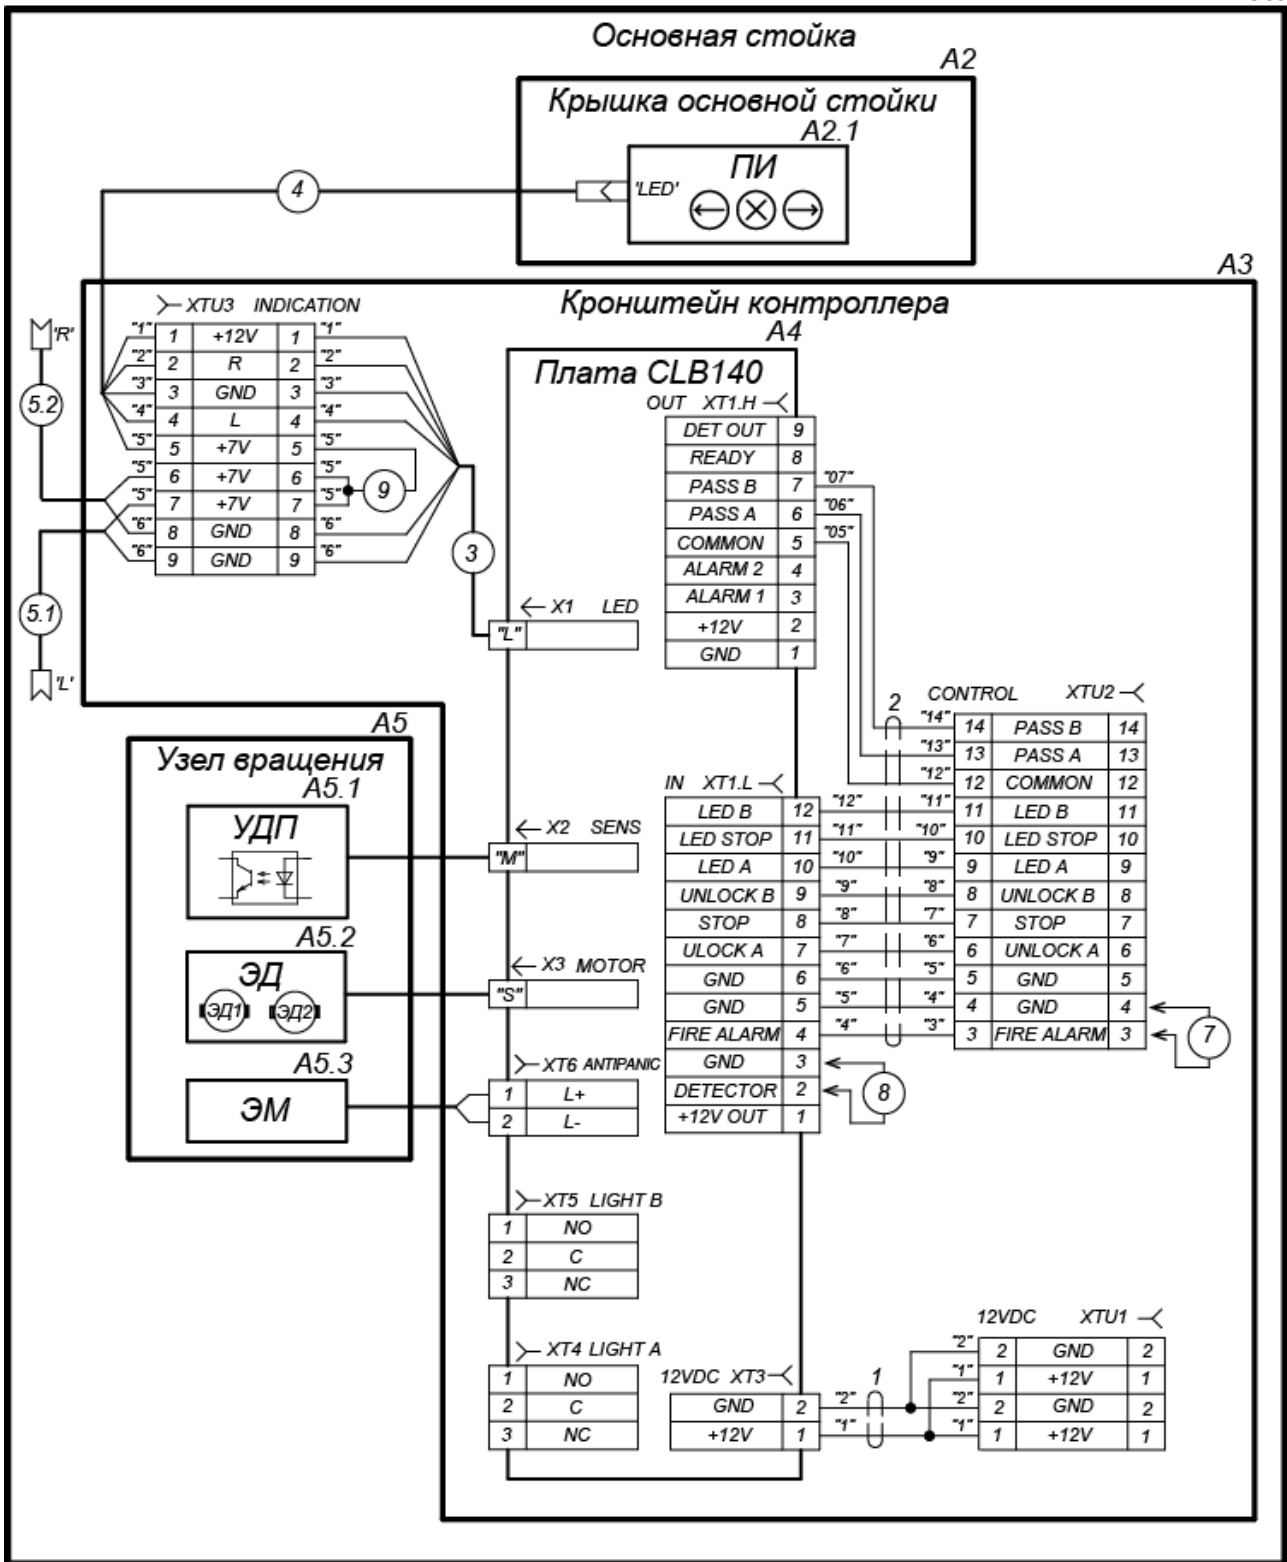 Основная стойка
A2
Крышка основной стойки
A2.1
ПИ
'LED'
4
A3
Кронштейн контроллера
XTU3 INDICATION
"1" 1 +12V 1 "1"
"2" 2 R 2 "2"
"3" 3 GND 3 "3"
"4" 4 L 4 "4"
"5" 5 +7V 5 "5"
"5" 6 +7V 6 "5"
"5" 7 +7V 7 "5"
"6" 8 GND 8 "6"
"6" 9 GND 9 "6"
'R'
5.2
9
3
5.1
'L'
A4
Плата CLB140
OUT XT1.H
DET OUT 9
READY 8
PASS B 7 "07"
PASS A 6 "06"
COMMON 5 "05"
ALARM 2 4
ALARM 1 3
+12V 2
GND 1
X1 LED
"L"
A5
Узел вращения
A5.1
УДП
X2 SENS
"M"
A5.2
ЭД
ЭД1 ЭД2
X3 MOTOR
"S"
A5.3
ЭМ
XT6 ANTIPANIC
1 L+
2 L-
XT5 LIGHT B
1 NO
2 C
3 NC
XT4 LIGHT A
1 NO
2 C
3 NC
IN XT1.L
LED B 12 "12"
LED STOP 11 "11"
LED A 10 "10"
UNLOCK B 9 "9"
STOP 8 "8"
ULOCK A 7 "7"
GND 6 "6"
GND 5 "5"
FIRE ALARM 4 "4"
GND 3
DETECTOR 2
+12V OUT 1
8
2
CONTROL XTU2
"14" 14 PASS B 14
"13" 13 PASS A 13
"12" 12 COMMON 12
"11" 11 LED B 11
"10" 10 LED STOP 10
"9" 9 LED A 9
"8" 8 UNLOCK B 8
"7" 7 STOP 7
"6" 6 UNLOCK A 6
"5" 5 GND 5
"4" 4 GND 4
"3" 3 FIRE ALARM 3
7
12VDC XT3
GND 2 "2"
+12V 1 "1"
1
12VDC XTU1
"2" 2 GND 2
"1" 1 +12V 1
"2" 2 GND 2
"1" 1 +12V 1